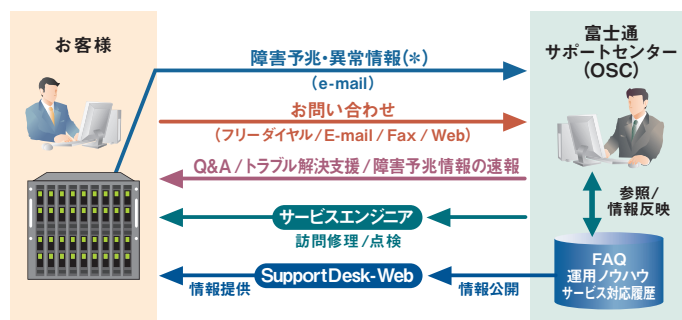 お客様
富士通
サポートセンター
(OSC)
障害予兆・異常情報(*)
(e-mail)
お問い合わせ
(フリーダイヤル/E-mail/Fax/Web)
Q&A/トラブル解決支援/障害予兆情報の速報
サービスエンジニア
訪問修理/点検
参照/
情報反映
SupportDesk-Web
情報提供
情報公開
FAQ
運用ノウハウ
サービス対応履歴